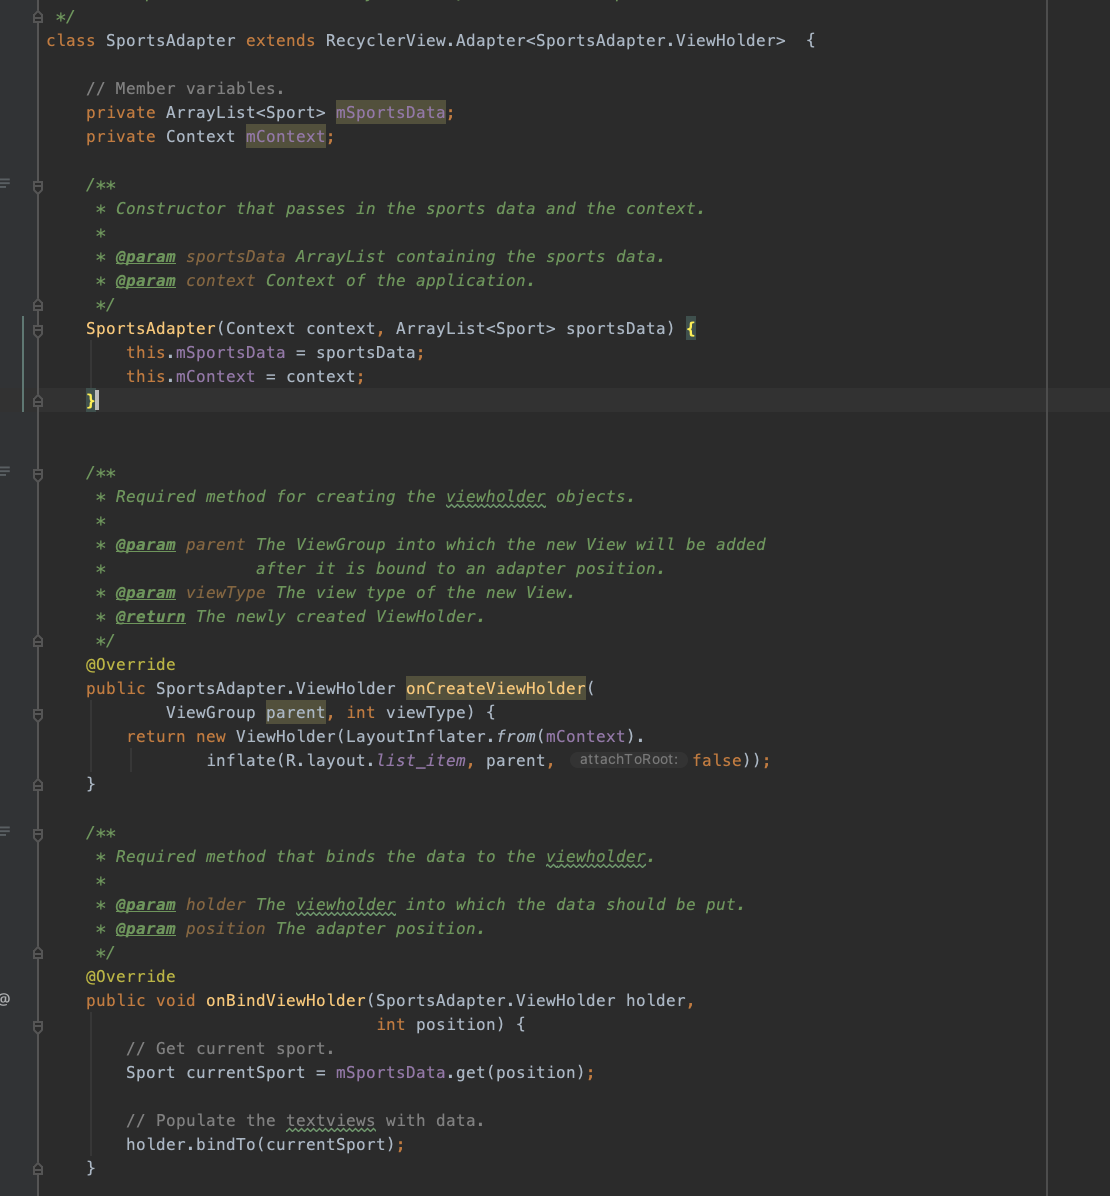 */
class SportsAdapter extends RecyclerView.Adapter<SportsAdapter.ViewHolder>  {
// Member variables.
private ArrayList<Sport> mSportsData;
private Context mContext;
/**
* Constructor that passes in the sports data and the context.
*
* @param sportsData ArrayList containing the sports data.
* @param context Context of the application.
*/
SportsAdapter(Context context, ArrayList<Sport> sportsData) {
this.mSportsData = sportsData;
this.mContext = context;
}
/**
* Required method for creating the viewholder objects.
*
* @param parent The ViewGroup into which the new View will be added
*               after it is bound to an adapter position.
* @param viewType The view type of the new View.
* @return The newly created ViewHolder.
*/
@Override
public SportsAdapter.ViewHolder onCreateViewHolder(
ViewGroup parent, int viewType) {
return new ViewHolder(LayoutInflater.from(mContext).
inflate(R.layout.list_item, parent, attachToRoot: false));
}
/**
* Required method that binds the data to the viewholder.
*
* @param holder The viewholder into which the data should be put.
* @param position The adapter position.
*/
@Override
@
public void onBindViewHolder(SportsAdapter.ViewHolder holder,
int position) {
// Get current sport.
Sport currentSport = mSportsData.get(position);
// Populate the textviews with data.
holder.bindTo(currentSport);
}